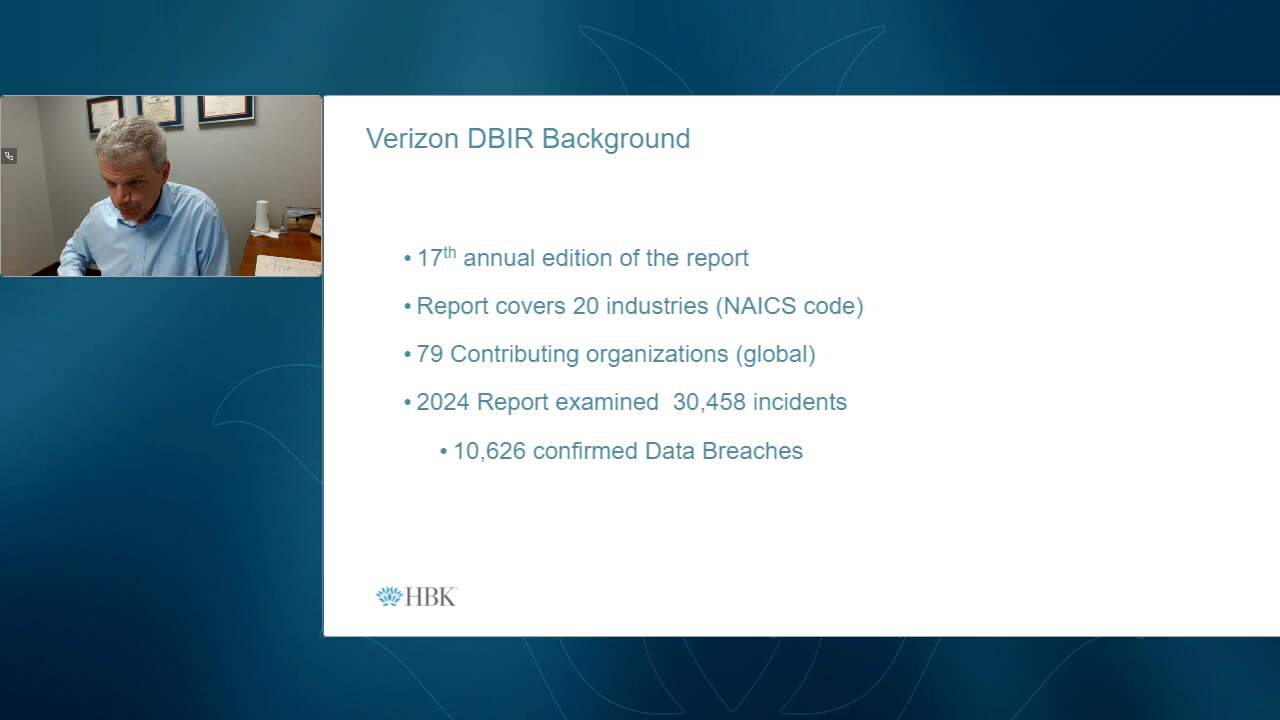 Verizon DBIR Background
• 17th annual edition of the report
• Report covers 20 industries (NAICS code)
• 79 Contributing organizations (global)
• 2024 Report examined  30,458 incidents
• 10,626 confirmed Data Breaches
HBK